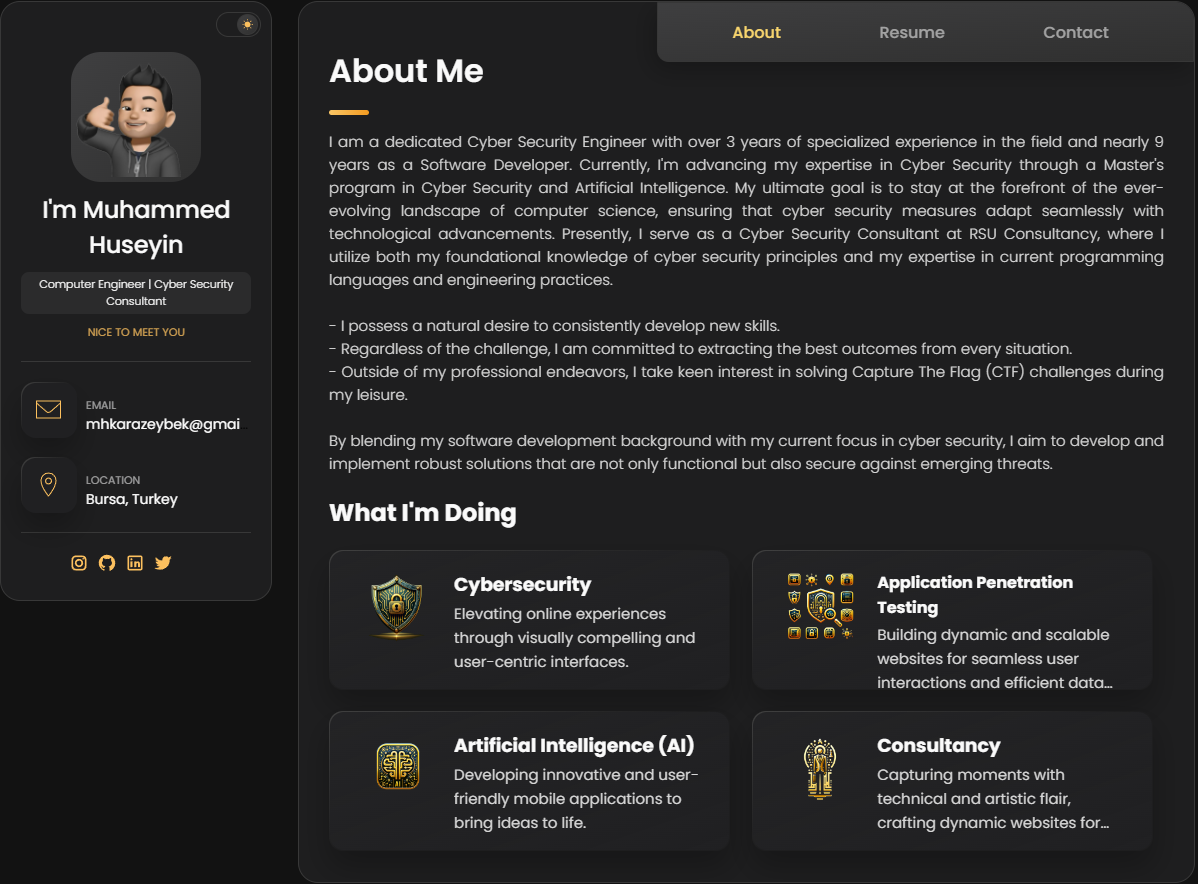 I'm Muhammed
Huseyin
Computer Engineer | Cyber Security
Consultant
NICE TO MEET YOU
EMAIL
mhkarazeybek@gmai
LOCATION
Bursa, Turkey
About
Resume
Contact
About Me
I am a dedicated Cyber Security Engineer with over 3 years of specialized experience in the field and nearly 9
years as a Software Developer. Currently, I'm advancing my expertise in Cyber Security through a Master's
program in Cyber Security and Artificial Intelligence. My ultimate goal is to stay at the forefront of the ever-
evolving landscape of computer science, ensuring that cyber security measures adapt seamlessly with
technological advancements. Presently, I serve as a Cyber Security Consultant at RSU Consultancy, where I
utilize both my foundational knowledge of cyber security principles and my expertise in current programming
languages and engineering practices.
- I possess a natural desire to consistently develop new skills.
- Regardless of the challenge, I am committed to extracting the best outcomes from every situation.
- Outside of my professional endeavors, I take keen interest in solving Capture The Flag (CTF) challenges during
my leisure.
By blending my software development background with my current focus in cyber security, I aim to develop and
implement robust solutions that are not only functional but also secure against emerging threats.
What I'm Doing
Cybersecurity
Elevating online experiences
through visually compelling and
user-centric interfaces.
Application Penetration
Testing
Building dynamic and scalable
websites for seamless user
interactions and efficient data...
Artificial Intelligence (AI)
Developing innovative and user-
friendly mobile applications to
bring ideas to life.
Consultancy
Capturing moments with
technical and artistic flair,
crafting dynamic websites for...